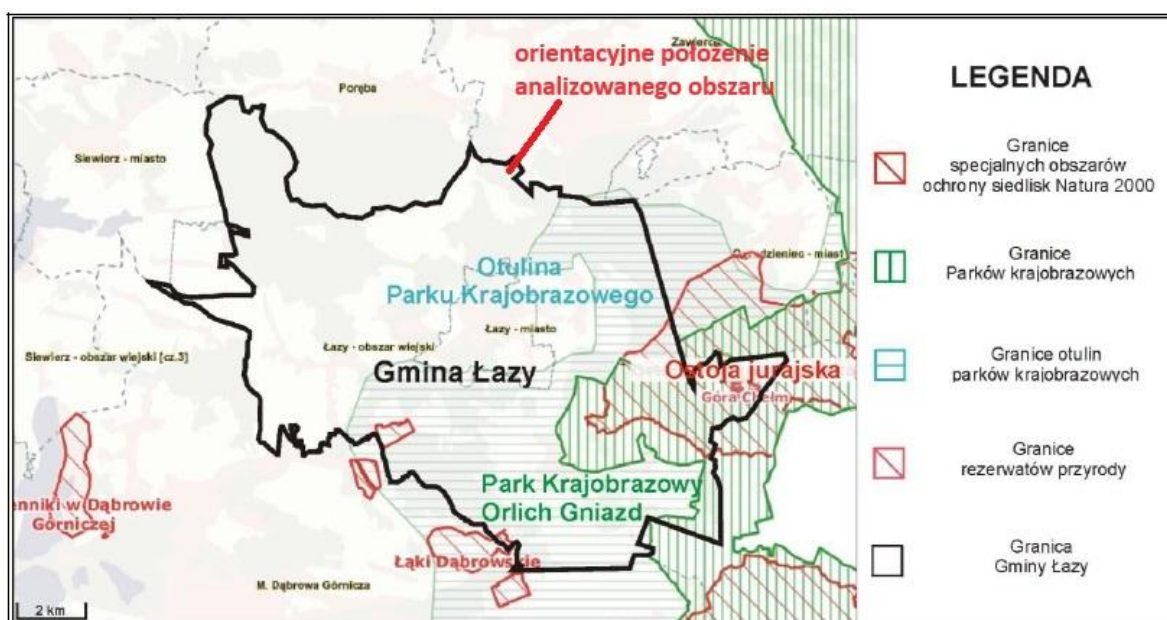 orientacyjne położenie
analizowanego obszaru
Zawiercie
Poręba
Siewierz - miasto
Otulina
Parku Krajobrazowego
Łazy - miasto
Siewierz - obszar wiejski [cz.3]
Łazy - obszar wiejski
Gmina Łazy
Ostoja jurajska
Góra Chełm
Park Krajobrazowy
Orlich Gniazd
enniki w Dąbrowie
Górniczej
Łąki Dąbrowskie
M. Dąbrowa Górnicza
2 km
LEGENDA
Granice
specjalnych obszarów
ochrony siedlisk Natura 2000
Granice
Parków krajobrazowych
Granice otulin
parków krajobrazowych
Granice
rezerwatów przyrody
Granica
Gminy Łazy